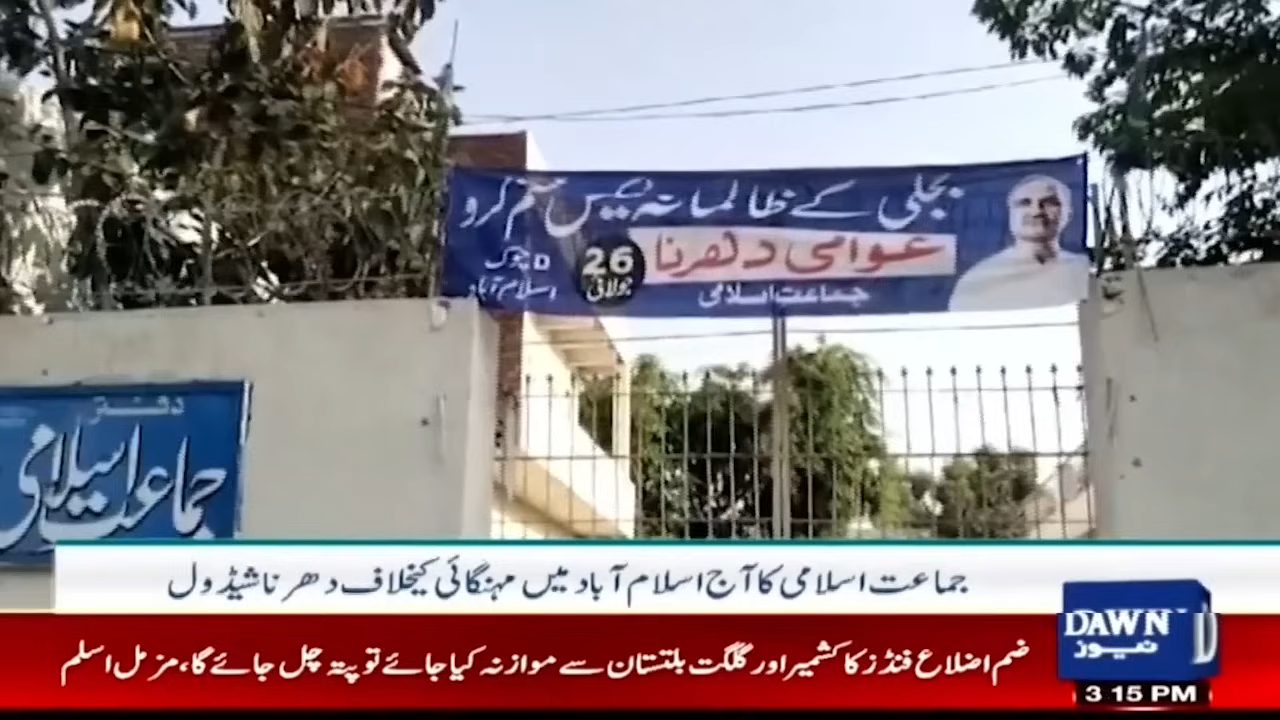 بجلی کے ظالمانہ ٹیکس ختم کرو
عوامی دھرنا
26
جولائی
D چوک
اسلام آباد
جماعت اسلامی
دفتر
جماعت اسلامی
جماعت اسلامی کا آج اسلام آباد میں مہنگائی کیخلاف دھرنا شیڈول
ضم اضلاع فنڈز کا کشمیر اور گلگت بلتستان سے موازنہ کیا جائے تو پتہ چل جائے گا، مزمل اسلم
DAWN
نیوز
3 15 PM